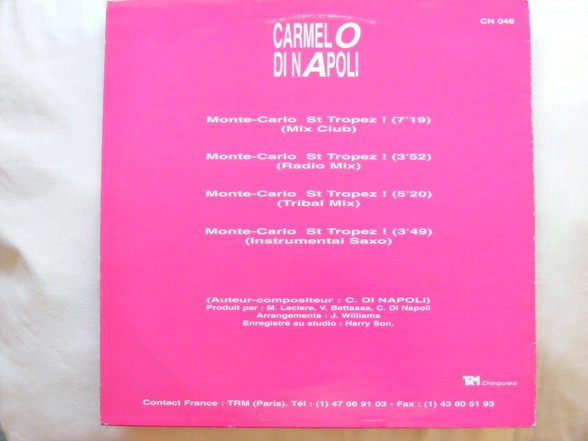 CN 046
CARMELO
DI NAPOLI
Monte-Carlo St Tropez ! (7'19)
(Mix Club)
Monte-Carlo St Tropez ! (3'52)
(Radio Mix)
Monte-Carlo St Tropez ! (5'20)
(Tribal Mix)
Monte-Carlo St Tropez ! (3'49)
(Instrumental Saxo)
(Auteur-compositeur : C. DI NAPOLI)
Produit par : M. Leclere, V. Bettassa, C. Di Napoli
Arrangements : J. Williams
Enregistré au studio : Harry Son.
TRM Disques
Contact France : TRM (Paris). Tél : (1) 47 66 91 03 - Fax : (1) 43 80 51 93